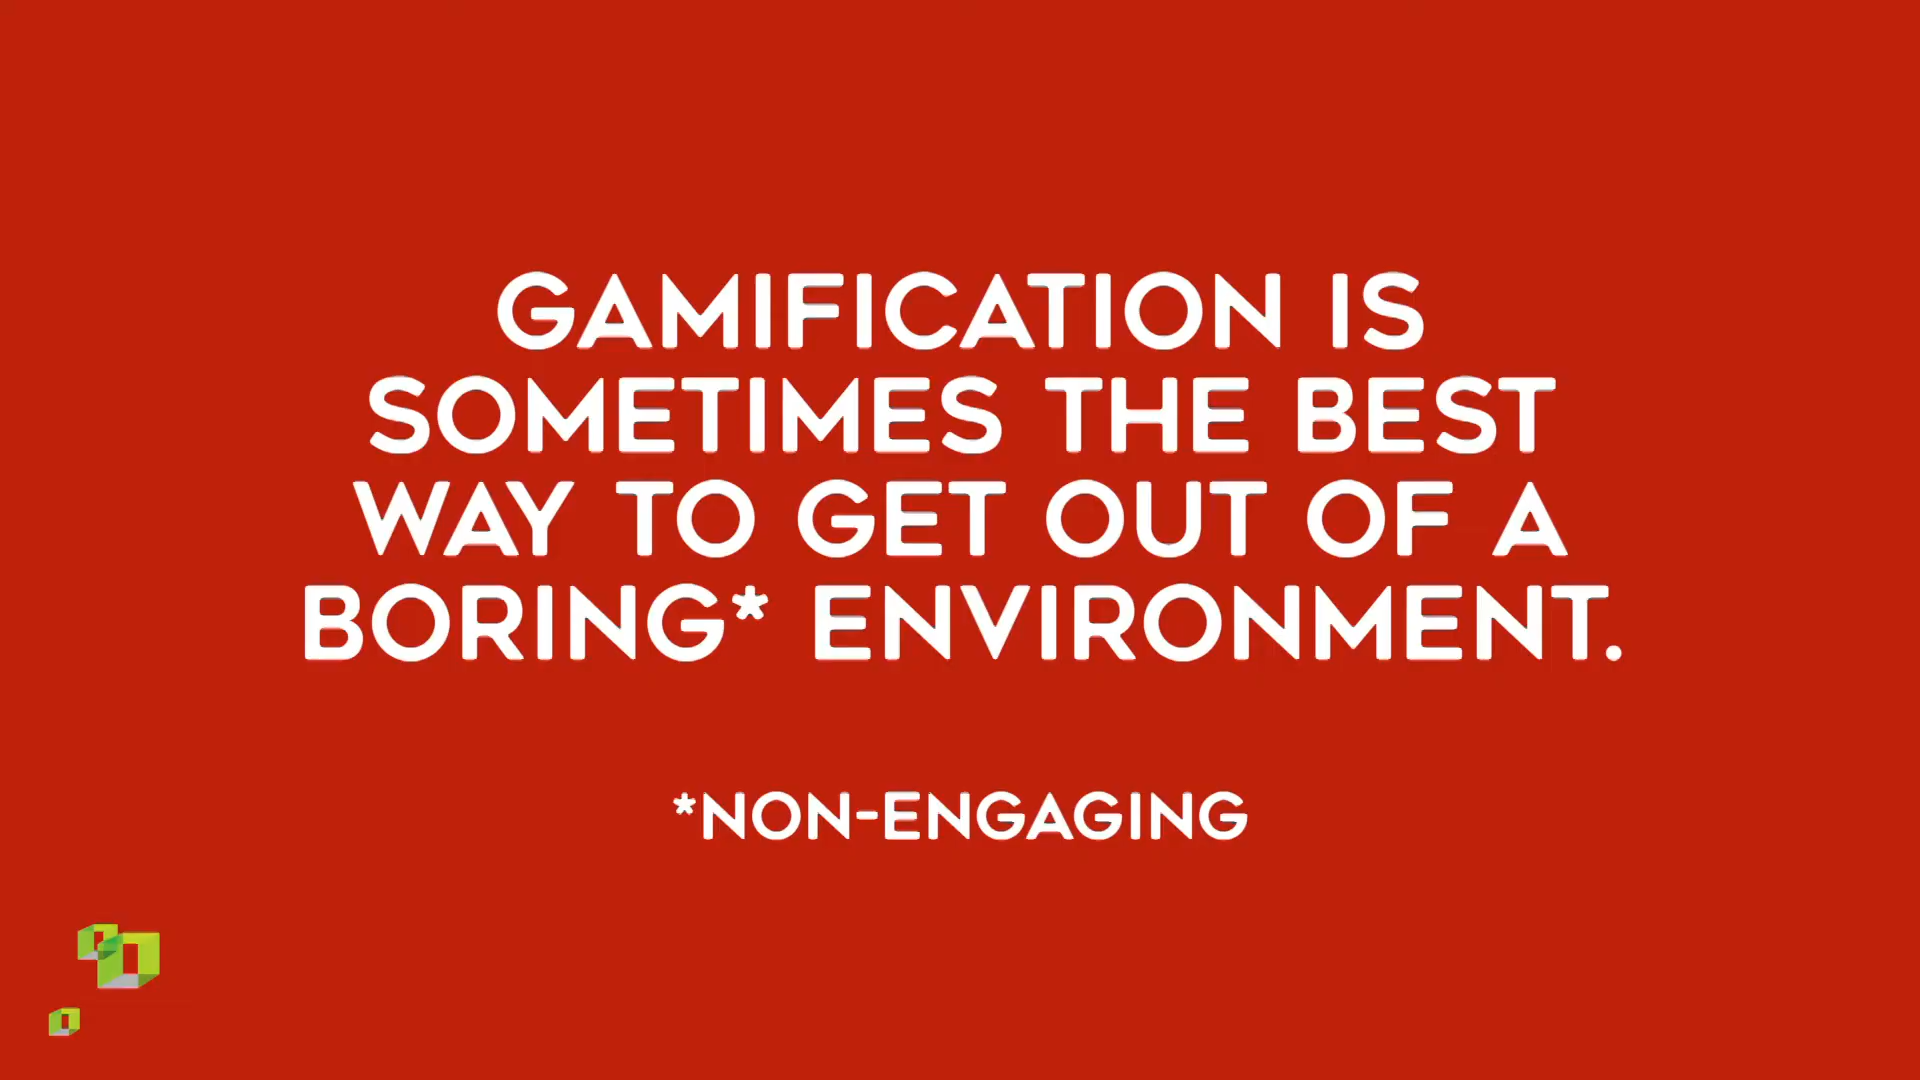 GAMIFICATION IS
SOMETIMES THE BEST
WAY TO GET OUT OF A
BORING* ENVIRONMENT.
*NON-ENGAGING